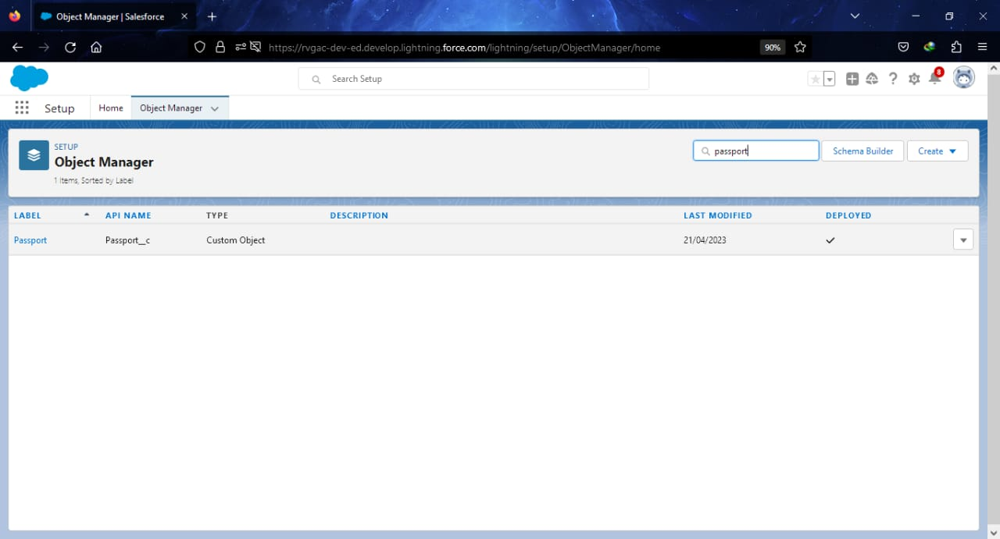 Object Manager | Salesforce
https://rvgac-dev-ed.develop.lightning.force.com/lightning/setup/ObjectManager/home
90%
Search Setup
8
Setup
Home
Object Manager
SETUP
Object Manager
1 Items, Sorted by Label
passport
Schema Builder
Create
LABEL API NAME TYPE DESCRIPTION LAST MODIFIED DEPLOYED
Passport Passport__c Custom Object 21/04/2023